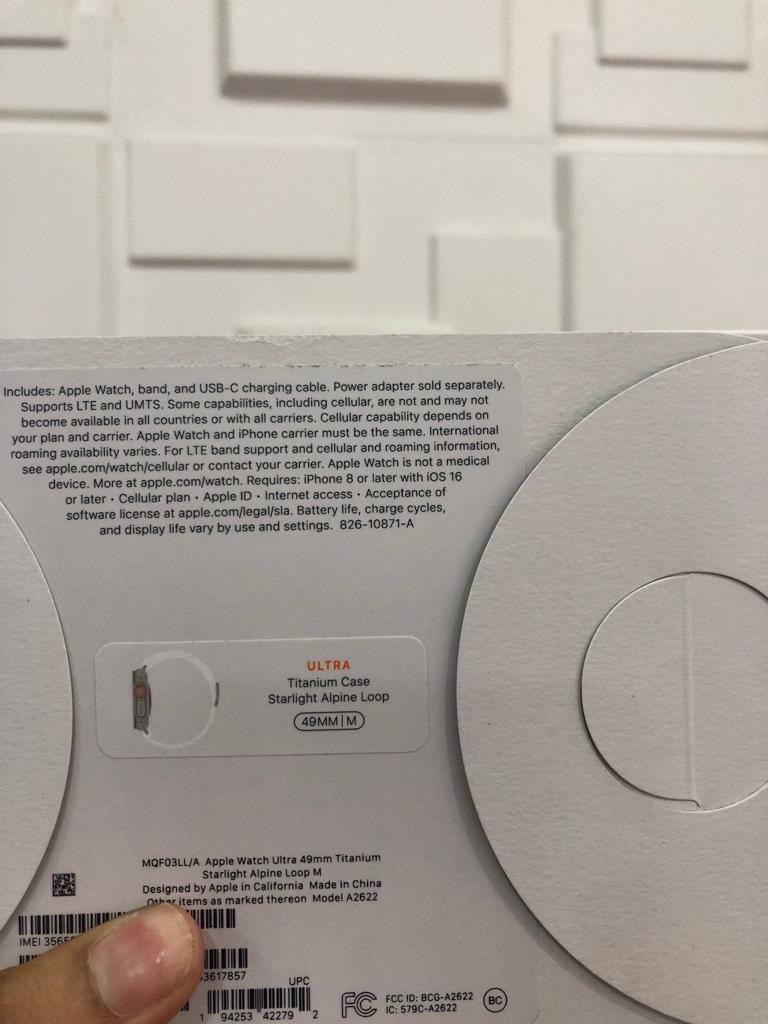 Includes: Apple Watch, band, and USB-C charging cable. Power adapter sold separately.
Supports LTE and UMTS. Some capabilities, including cellular, are not and may not
become available in all countries or with all carriers. Cellular capability depends on
your plan and carrier. Apple Watch and iPhone carrier must be the same. International
roaming availability varies. For LTE band support and cellular and roaming information,
see apple.com/watch/cellular or contact your carrier. Apple Watch is not a medical
device. More at apple.com/watch. Requires: iPhone 8 or later with iOS 16
or later • Cellular plan • Apple ID • Internet access • Acceptance of
software license at apple.com/legal/sla. Battery life, charge cycles,
and display life vary by use and settings. 826-10871-A
ULTRA
Titanium Case
Starlight Alpine Loop
49MM | M
MQF03LL/A Apple Watch Ultra 49mm Titanium
Starlight Alpine Loop M
Designed by Apple in California Made in China
Other items as marked thereon Model A2622
IMEI 3565
3617857
UPC
1 94253 42279 2
FC
FCC ID: BCG-A2622
IC: 579C-A2622
BC